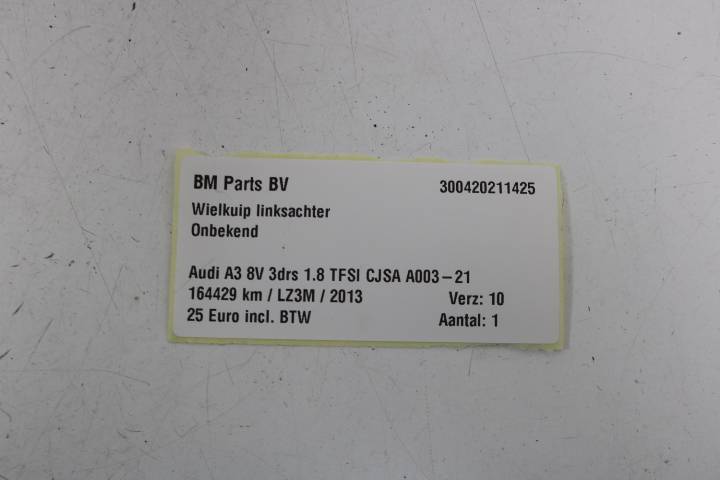 BM Parts BV 300420211425
Wielkuip linksachter
Onbekend
Audi A3 8V 3drs 1.8 TFSI CJSA A003-21
164429 km / LZ3M / 2013 Verz: 10
25 Euro incl. BTW Aantal: 1